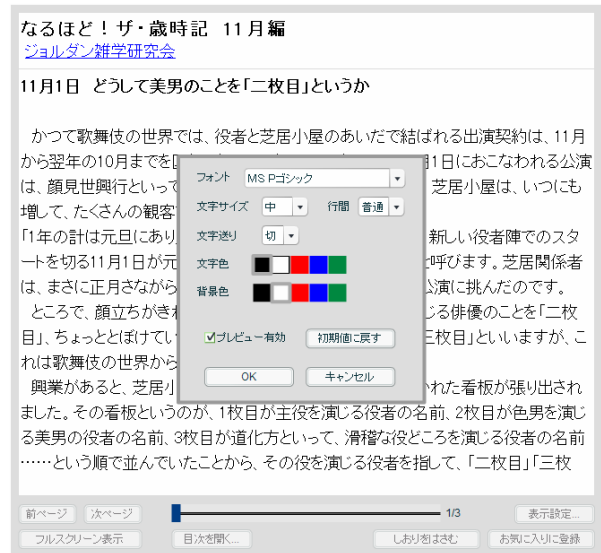 なるほど!ザ・歳時記 11月編
ジョルダン雑学研究会
11月1日 どうして美男のことを「二枚目」というか
かつて歌舞伎の世界では、役者と芝居小屋のあいだで結ばれる出演契約は、11月
から翌年の10月までを 月1日におこなわれる公演
は、顔見世興行といって 芝居小屋は、いつにも
増して、たくさんの観客
「1年の計は元旦にあり 新しい役者陣でのスタ
ートを切る11月1日が元 と呼びます。芝居関係者
は、まさに正月さながら 公演に挑んだのです。
ところで、顔立ちがきれ じる俳優のことを「二枚
目」、ちょっととぼけてい 三枚目」といいますが、こ
れは歌舞伎の世界から
興業があると、芝居小 かれた看板が張り出され
ました。その看板というのが、1枚目が主役を演じる役者の名前、2枚目が色男を演じ
る美男の役者の名前、3枚目が道化方といって、滑稽な役どころを演じる役者の名前
……という順で並んでいたことから、その役を演じる役者を指して、「二枚目」「三枚
フォント MS Pゴシック
文字サイズ 中 行間 普通
文字送り 切
文字色
背景色
プレビュー有効 初期値に戻す
OK キャンセル
前ページ 次ページ 1/3 表示設定...
フルスクリーン表示 目次を開く... しおりをはさむ お気に入りに登録